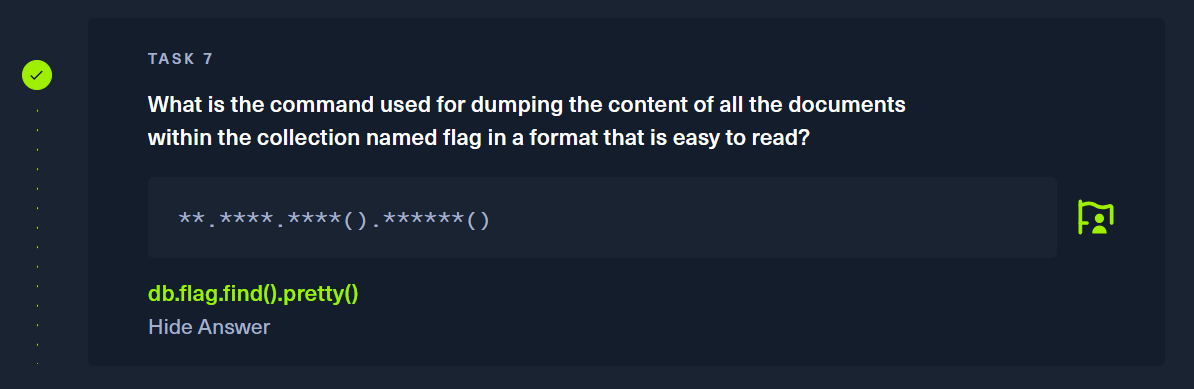 TASK 7
What is the command used for dumping the content of all the documents
within the collection named flag in a format that is easy to read?
**.****.****().******()
db.flag.find().pretty()
Hide Answer